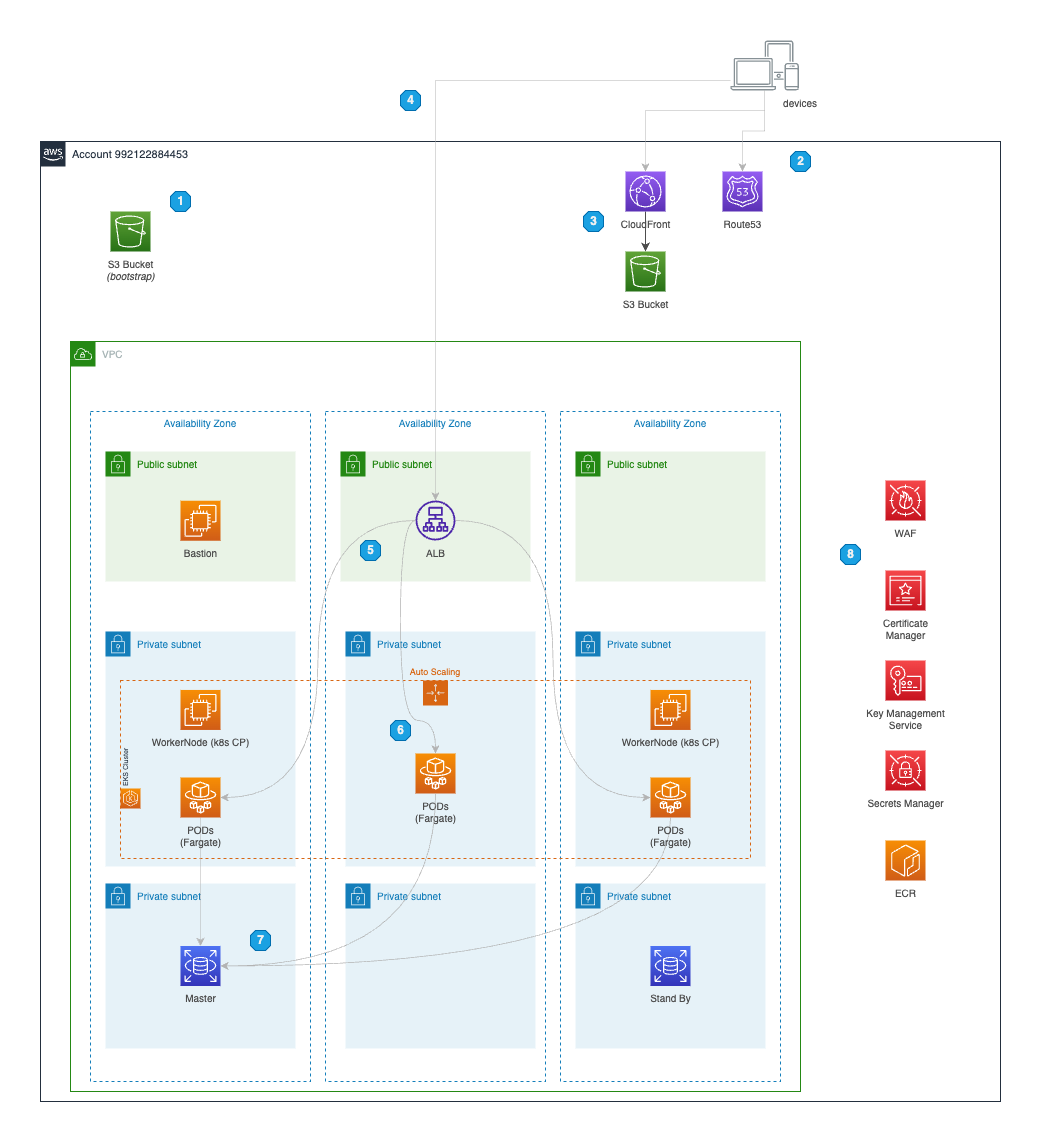 devices
4
aws
Account 992122884453
2
1
53
3
CloudFront
Route53
S3 Bucket
(bootstrap)
S3 Bucket
VPC
Availability Zone
Availability Zone
Availability Zone
Public subnet
Public subnet
Public subnet
Bastion
5
ALB
WAF
8
Certificate
Manager
Private subnet
Private subnet
Private subnet
Auto Scaling
Key Management
Service
6
WorkerNode (k8s CP)
WorkerNode (k8s CP)
EKS Cluster
PODs
(Fargate)
PODs
(Fargate)
PODs
(Fargate)
Secrets Manager
ECR
Private subnet
Private subnet
Private subnet
7
Master
Stand By